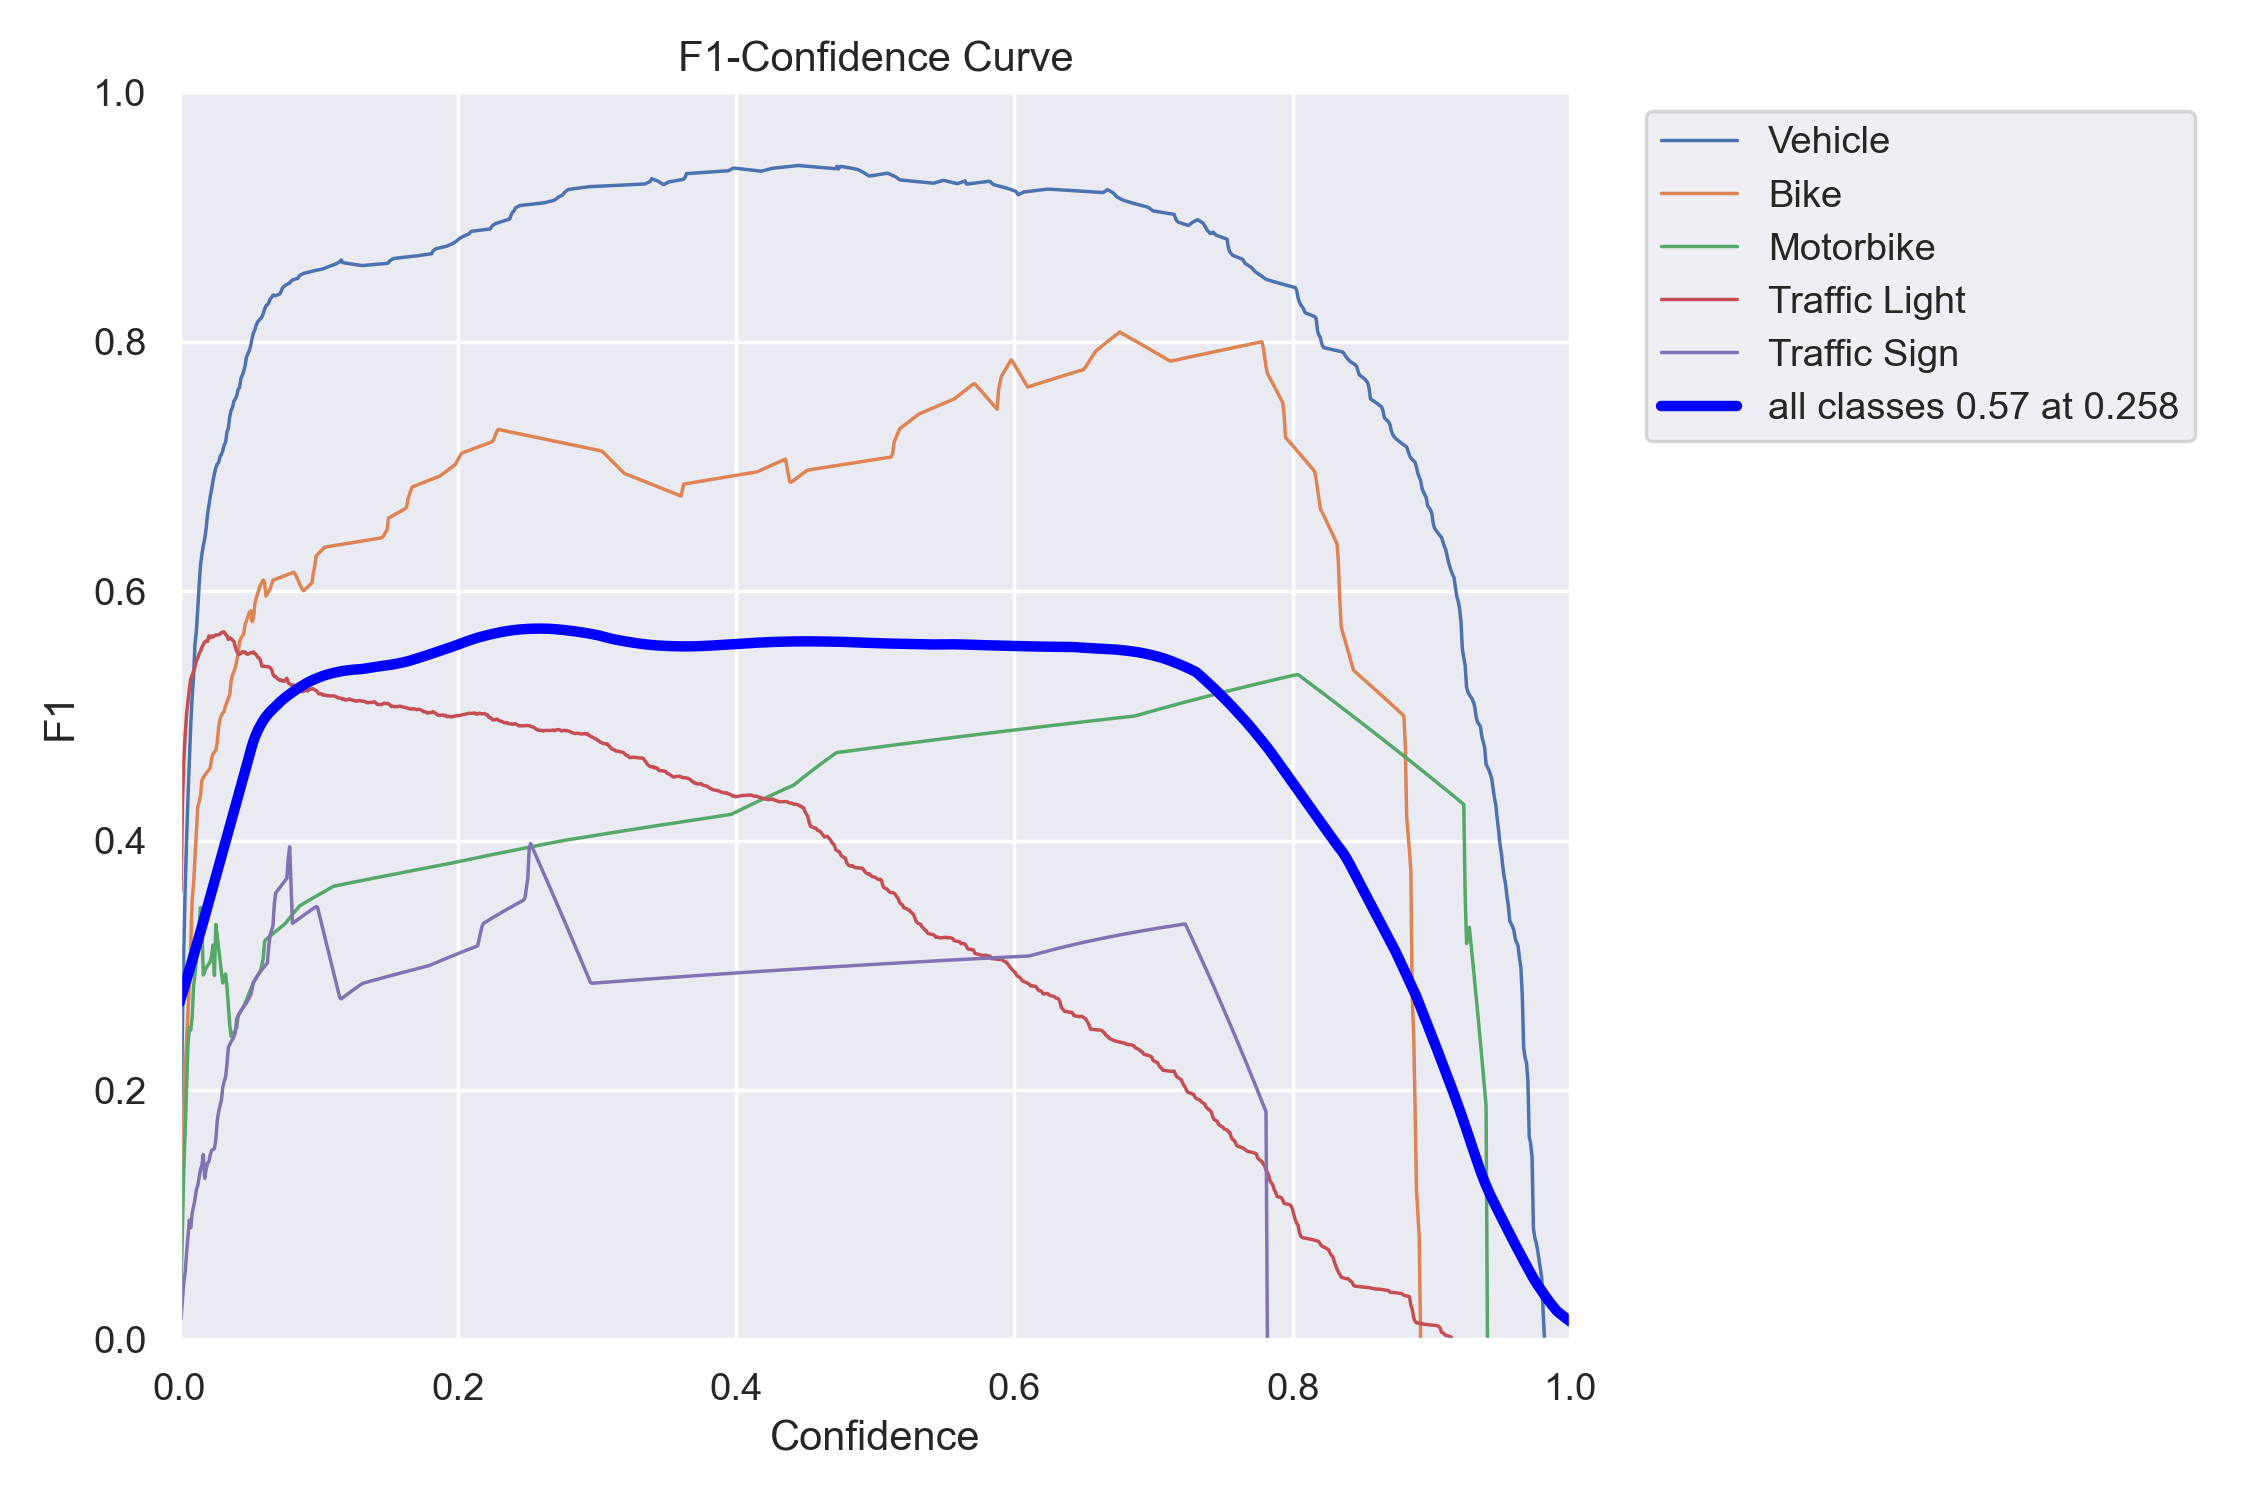 F1-Confidence Curve
1.0
0.8
0.6
0.4
0.2
0.0
F1
0.0 0.2 0.4 0.6 0.8 1.0
Confidence
Vehicle
Bike
Motorbike
Traffic Light
Traffic Sign
all classes 0.57 at 0.258